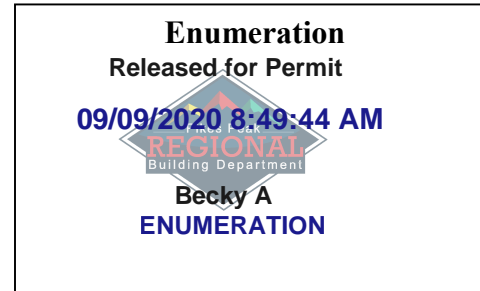 Enumeration
Released for Permit
09/09/2020 8:49:44 AM
Pikes Peak
REGIONAL
Building Department
Becky A
ENUMERATION